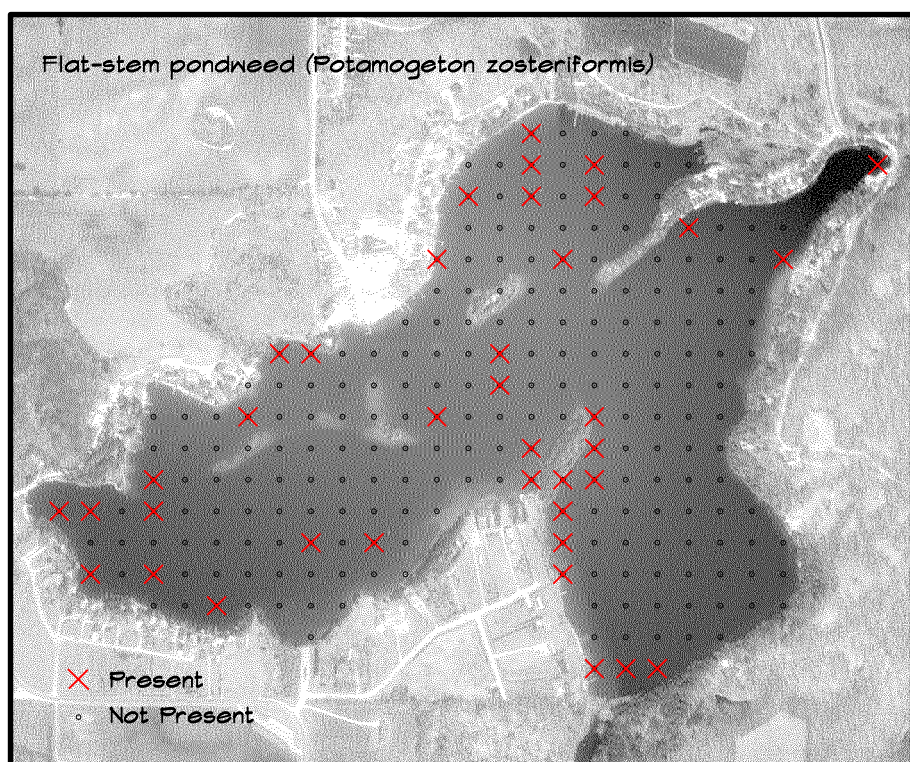 Flat-stem pondweed (Potamogeton zosteriformis)
Present
Not Present